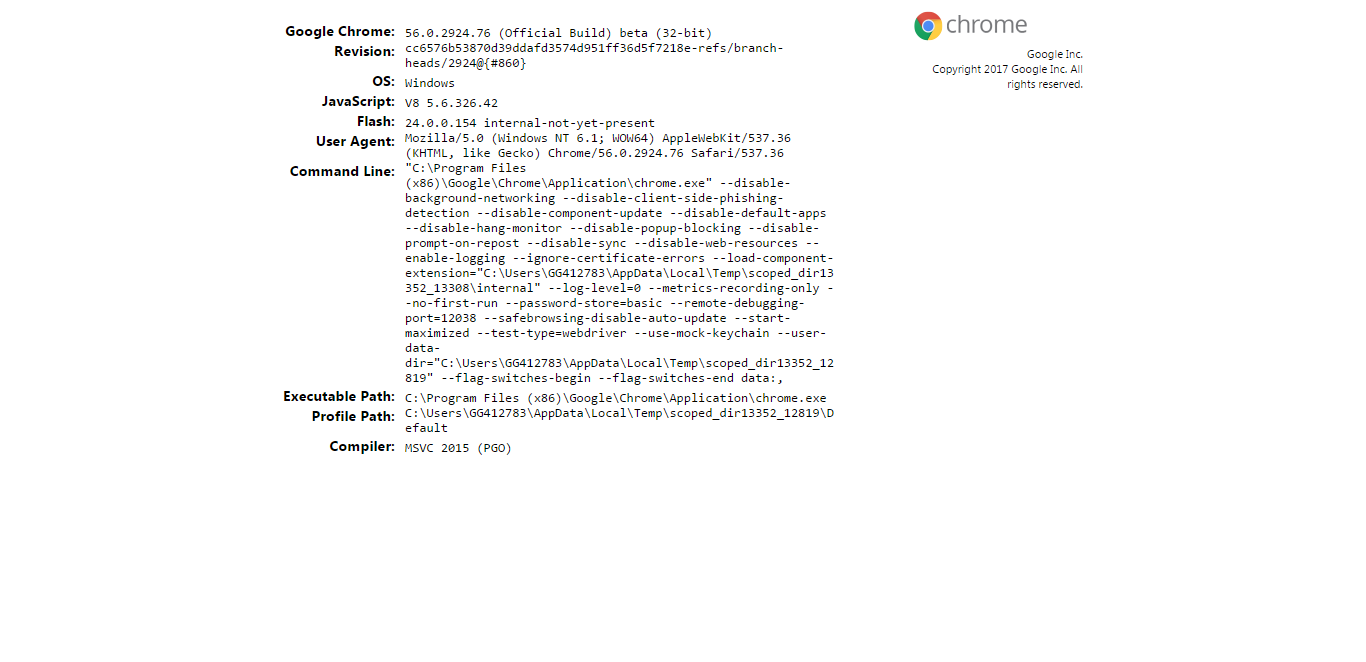 chrome
Google Inc.
Copyright 2017 Google Inc. All
rights reserved.
Google Chrome: 56.0.2924.76 (Official Build) beta (32-bit)
Revision: cc6576b53870d39ddafd3574d951ff36d5f7218e-refs/branch-
heads/2924@{#860}
OS: Windows
JavaScript: V8 5.6.326.42
Flash: 24.0.0.154 internal-not-yet-present
User Agent: Mozilla/5.0 (Windows NT 6.1; WOW64) AppleWebKit/537.36
(KHTML, like Gecko) Chrome/56.0.2924.76 Safari/537.36
Command Line: "C:\Program Files
(x86)\Google\Chrome\Application\chrome.exe" --disable-
background-networking --disable-client-side-phishing-
detection --disable-component-update --disable-default-apps
--disable-hang-monitor --disable-popup-blocking --disable-
prompt-on-repost --disable-sync --disable-web-resources --
enable-logging --ignore-certificate-errors --load-component-
extension="C:\Users\GG412783\AppData\Local\Temp\scoped_dir13
352_13308\internal" --log-level=0 --metrics-recording-only -
-no-first-run --password-store=basic --remote-debugging-
port=12038 --safebrowsing-disable-auto-update --start-
maximized --test-type=webdriver --use-mock-keychain --user-
data-
dir="C:\Users\GG412783\AppData\Local\Temp\scoped_dir13352_12
819" --flag-switches-begin --flag-switches-end data:,
Executable Path: C:\Program Files (x86)\Google\Chrome\Application\chrome.exe
Profile Path: C:\Users\GG412783\AppData\Local\Temp\scoped_dir13352_12819\D
efault
Compiler: MSVC 2015 (PGO)